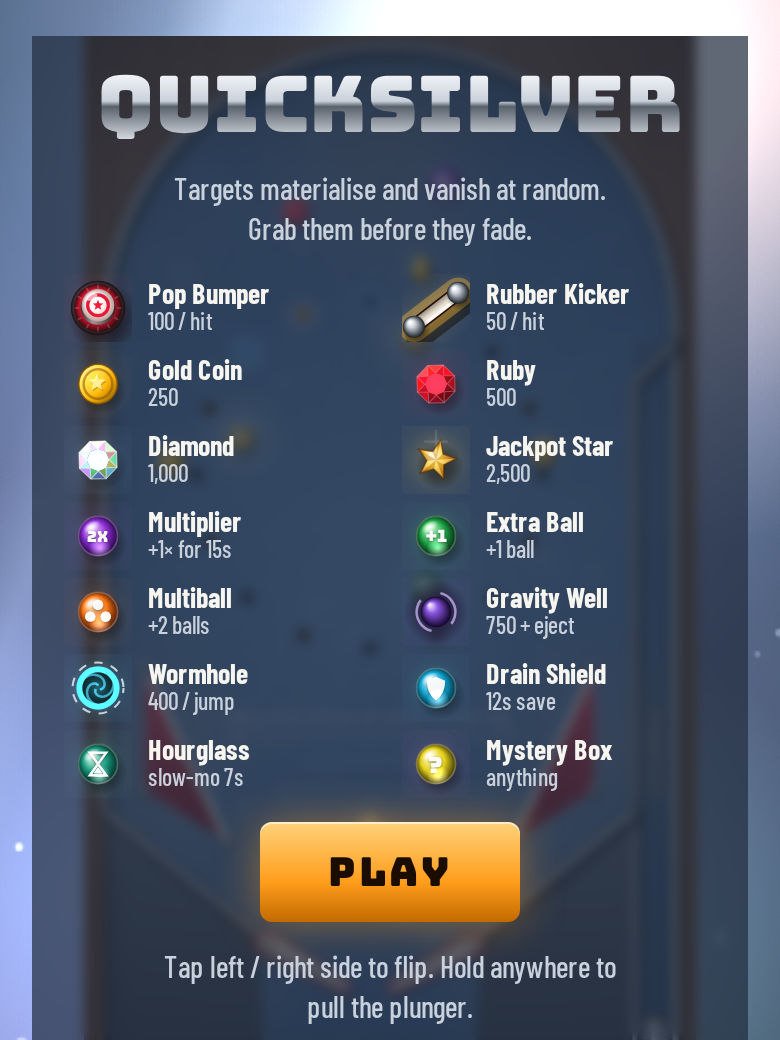 QUICKSILVER
Targets materialise and vanish at random.
Grab them before they fade.
Pop Bumper
100 / hit
Rubber Kicker
50 / hit
Gold Coin
250
Ruby
500
Diamond
1,000
Jackpot Star
2,500
2X
Multiplier
+1× for 15s
+1
Extra Ball
+1 ball
Multiball
+2 balls
Gravity Well
750 + eject
Wormhole
400 / jump
Drain Shield
12s save
Hourglass
slow-mo 7s
?
Mystery Box
anything
PLAY
Tap left / right side to flip. Hold anywhere to
pull the plunger.